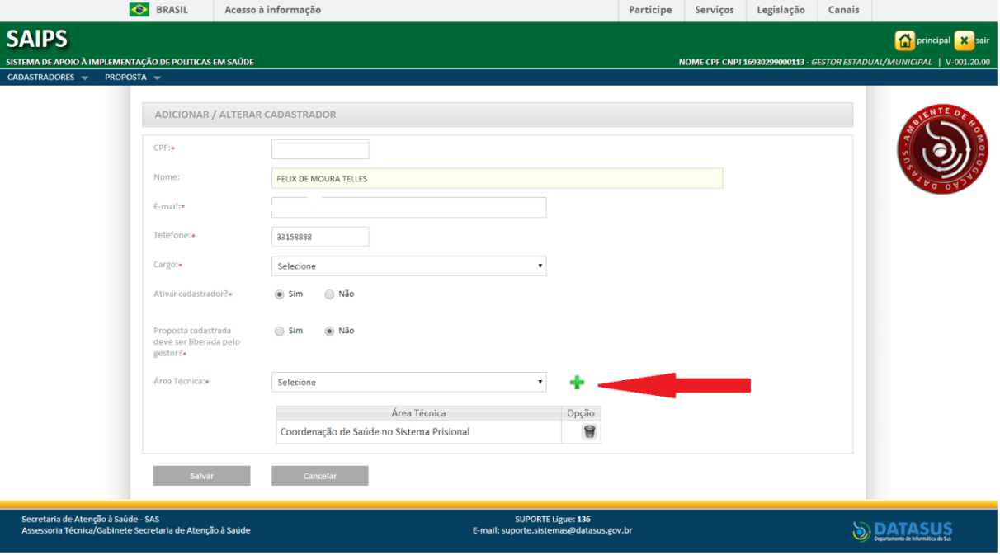 BRASIL Acesso à informação Participe Serviços Legislação Canais
SAIPS
principal sair
SISTEMA DE APOIO À IMPLEMENTAÇÃO DE POLITICAS EM SAÚDE NOME CPF CNPJ 16930299000113 - GESTOR ESTADUAL/MUNICIPAL | V-001.20.00
CADASTRADORES PROPOSTA
ADICIONAR / ALTERAR CADASTRADOR
AMBIENTE DE HOMOLOGAÇÃO DATASUS
CPF:*
Nome: FELIX DE MOURA TELLES
E-mail:*
Telefone:* 33158888
Cargo:* Selecione
Ativar cadastrador?* Sim Não
Proposta cadastrada
deve ser liberada pelo
gestor?* Sim Não
Área Técnica:* Selecione
Área Técnica Opção
Coordenação de Saúde no Sistema Prisional
Salvar Cancelar
Secretaria de Atenção à Saúde - SAS
Assessoria Técnica/Gabinete Secretaria de Atenção à Saúde
SUPORTE Ligue: 136
E-mail: suporte.sistemas@datasus.gov.br
DATASUS
Departamento de Informática do Sus